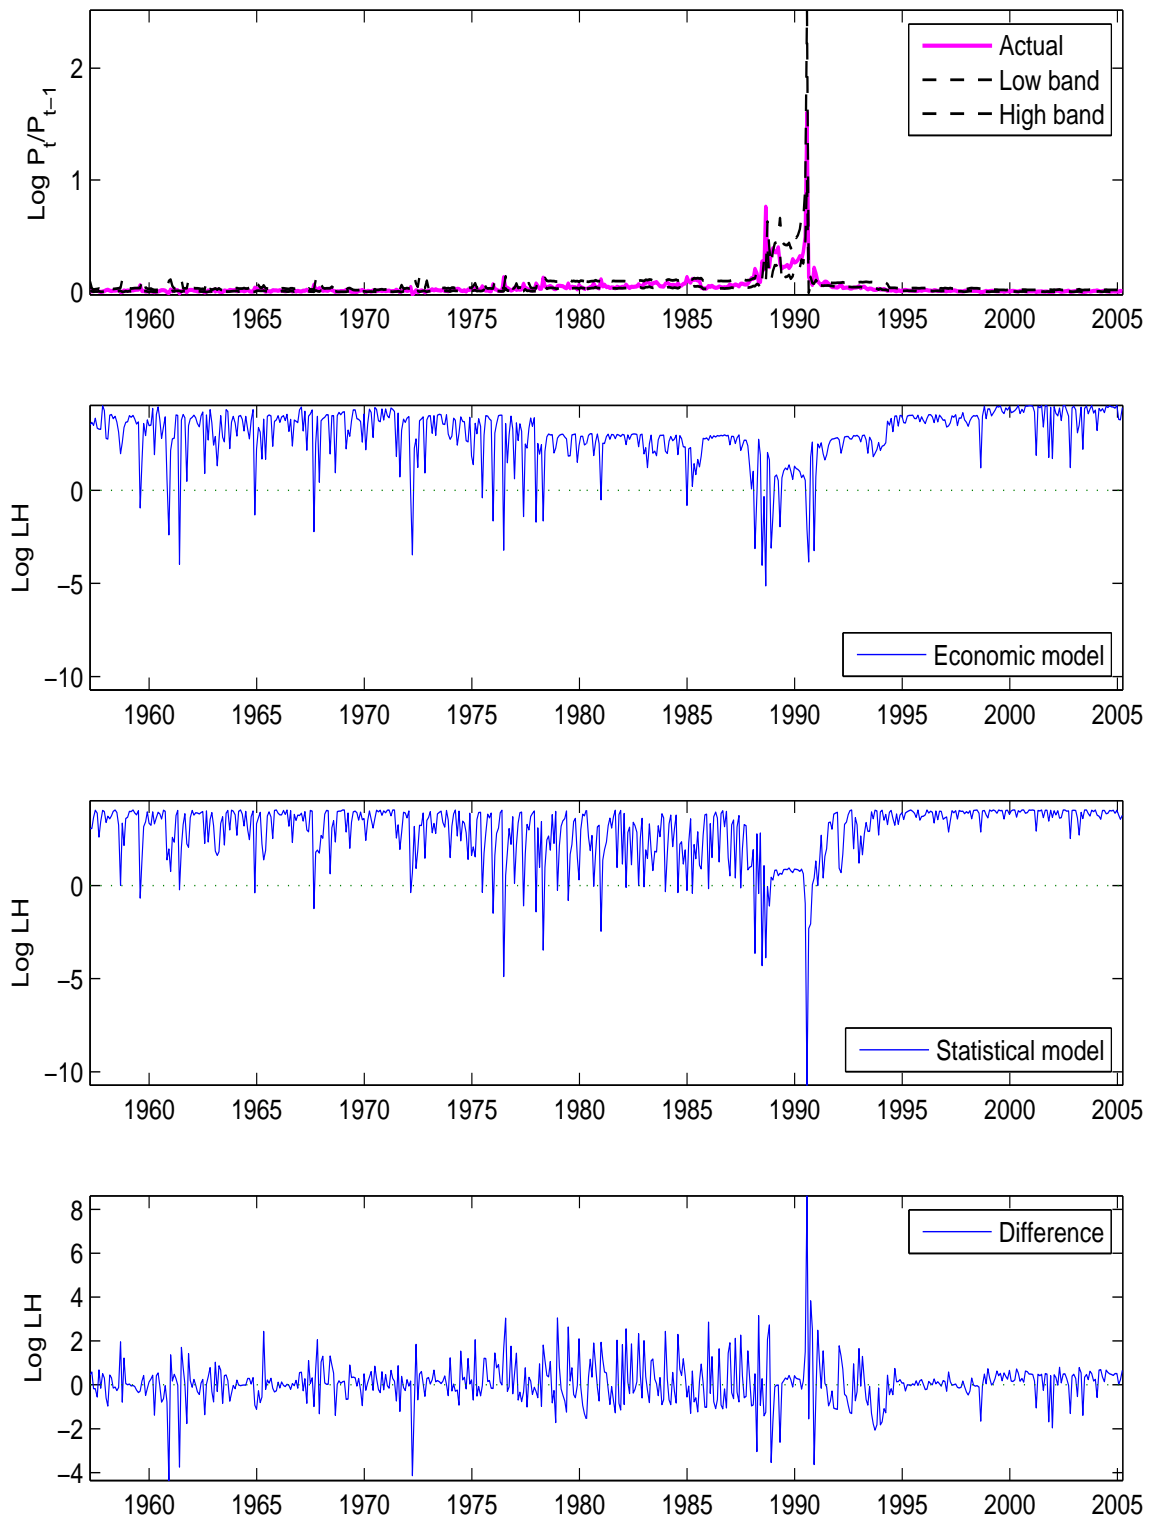 Log P_t/P_{t−1}
2
1
0
Actual
Low band
High band
1960 1965 1970 1975 1980 1985 1990 1995 2000 2005
Log LH
0
−5
−10
Economic model
1960 1965 1970 1975 1980 1985 1990 1995 2000 2005
Log LH
0
−5
−10
Statistical model
1960 1965 1970 1975 1980 1985 1990 1995 2000 2005
Log LH
8
6
4
2
0
−2
−4
Difference
1960 1965 1970 1975 1980 1985 1990 1995 2000 2005